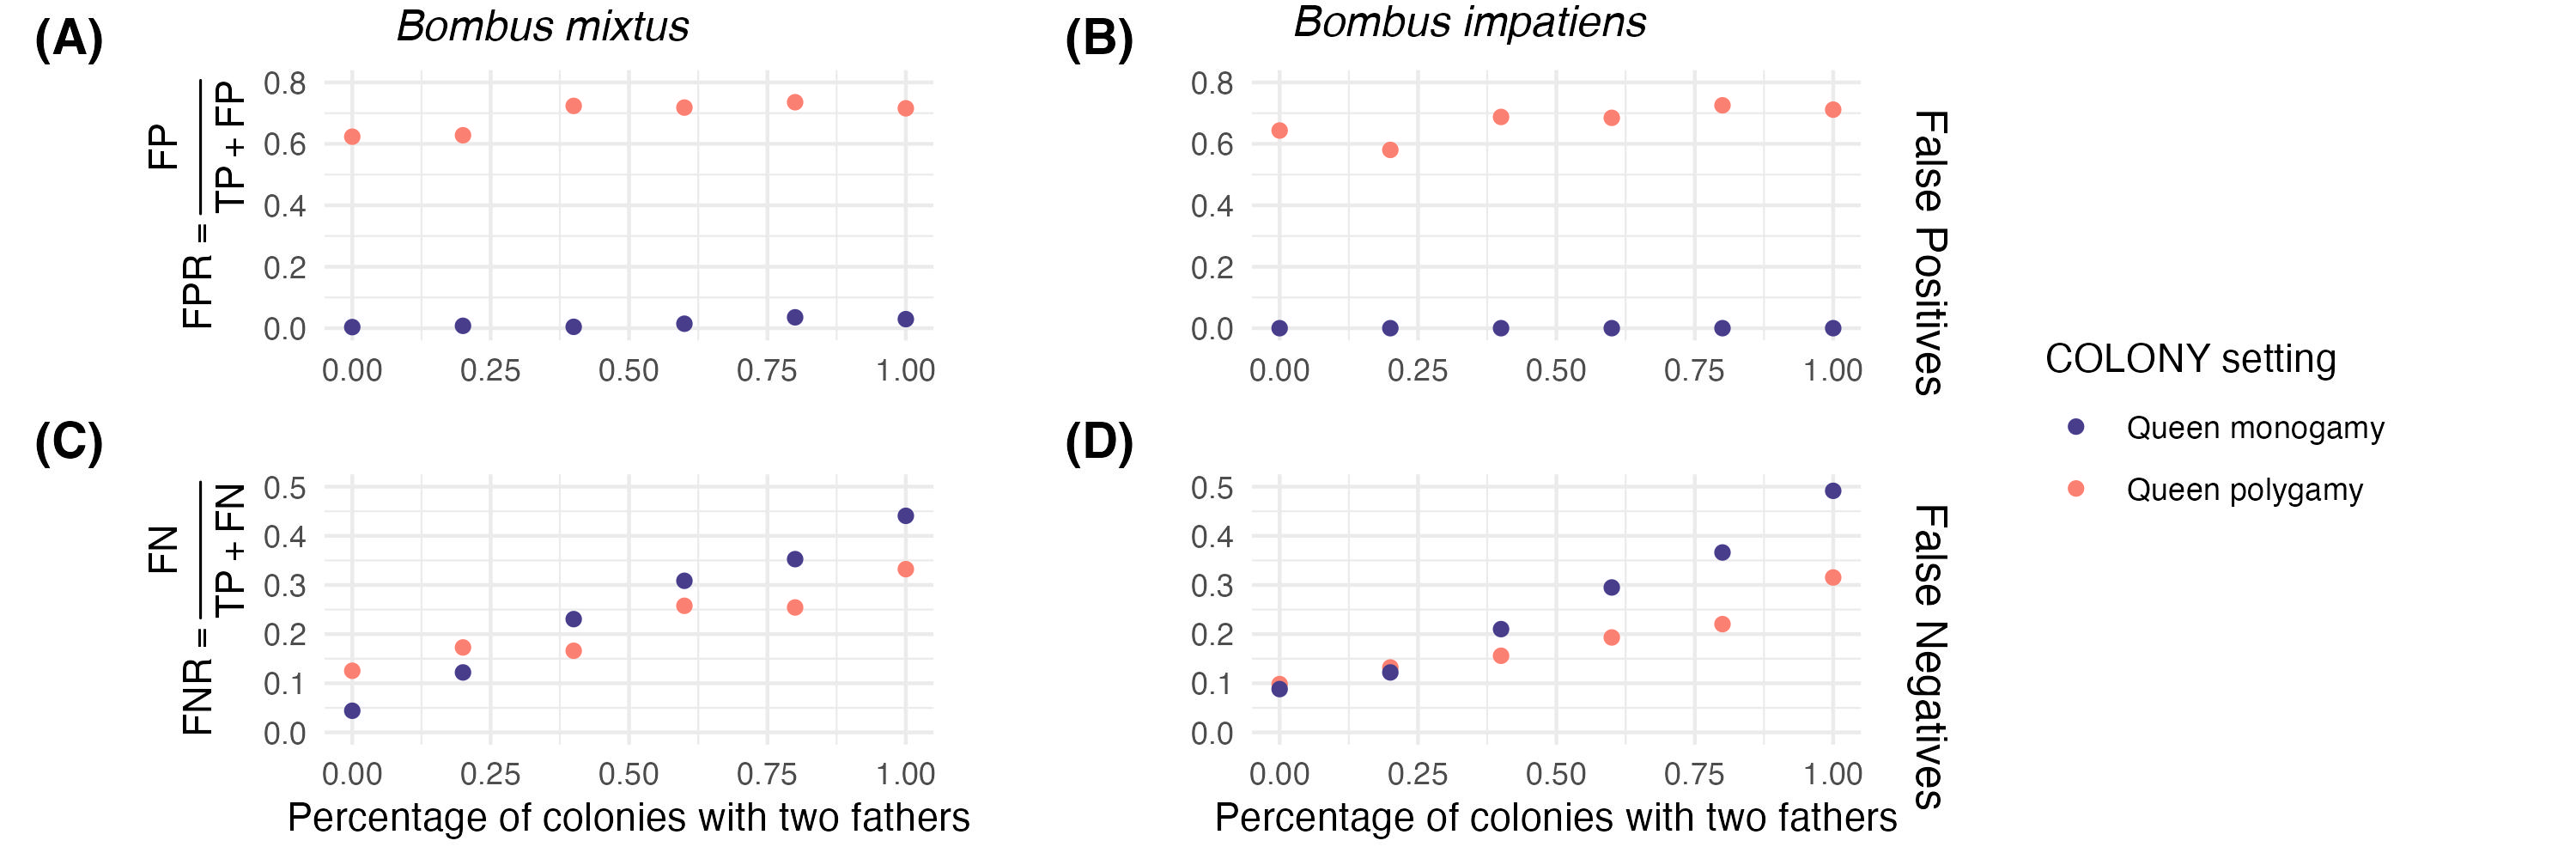 (A)
Bombus mixtus
(B)
Bombus impatiens
FPR = FP
TP + FP
0.8
0.6
0.4
0.2
0.0
0.00 0.25 0.50 0.75 1.00
0.8
0.6
0.4
0.2
0.0
0.00 0.25 0.50 0.75 1.00
False Positives
(C)
FNR = FN
TP + FN
0.5
0.4
0.3
0.2
0.1
0.0
0.00 0.25 0.50 0.75 1.00
Percentage of colonies with two fathers
(D)
0.5
0.4
0.3
0.2
0.1
0.0
0.00 0.25 0.50 0.75 1.00
Percentage of colonies with two fathers
False Negatives
COLONY setting
Queen monogamy
Queen polygamy